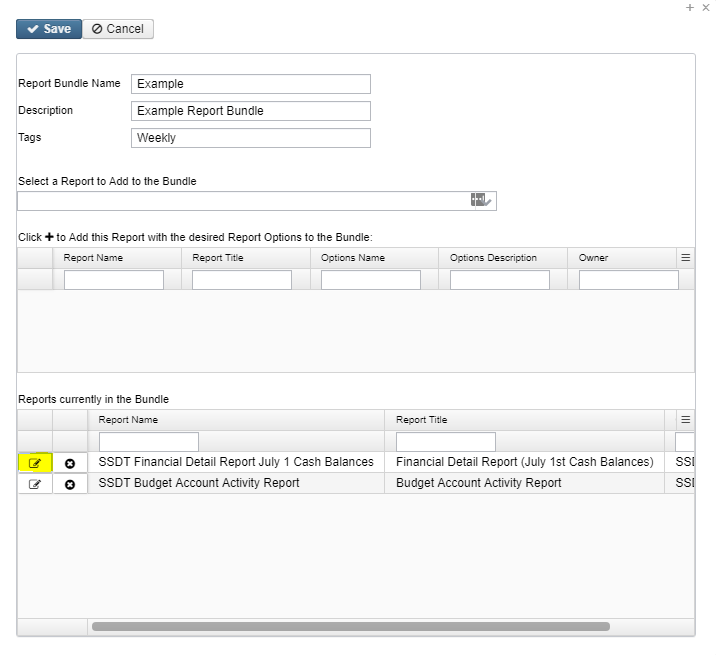 Save Cancel
Report Bundle Name Example
Description Example Report Bundle
Tags Weekly
Select a Report to Add to the Bundle
Click + to Add this Report with the desired Report Options to the Bundle:
Report Name Report Title Options Name Options Description Owner
Reports currently in the Bundle
Report Name Report Title
SSDT Financial Detail Report July 1 Cash Balances Financial Detail Report (July 1st Cash Balances)
SSDT Budget Account Activity Report Budget Account Activity Report